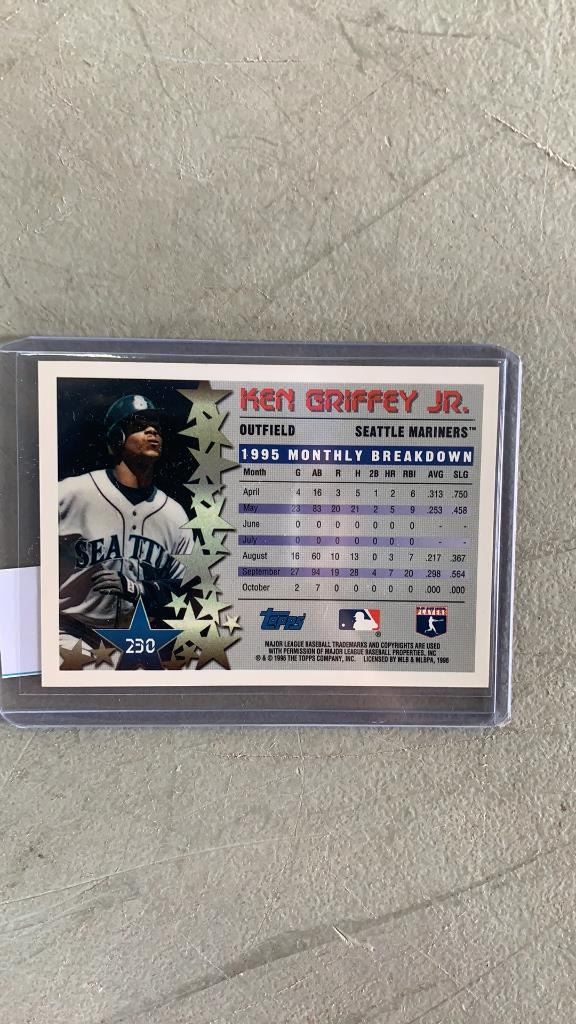 KEN GRIFFEY JR.
OUTFIELD SEATTLE MARINERS™
1995 MONTHLY BREAKDOWN
Month G AB R H 2B HR RBI AVG SLG
April 4 16 3 5 1 2 6 .313 .750
May 23 83 20 21 2 5 9 .253 .458
June 0 0 0 0 0 0 0 - -
July 0 0 0 0 0 0 0 - -
August 16 60 10 13 0 3 7 .217 .367
September 27 94 19 28 4 7 20 .298 .564
October 2 7 0 0 0 0 0 .000 .000
SEATTL
230
Topps
®
PLAYERS
MAJOR LEAGUE BASEBALL TRADEMARKS AND COPYRIGHTS ARE USED
WITH PERMISSION OF MAJOR LEAGUE BASEBALL PROPERTIES, INC
® & © 1996 THE TOPPS COMPANY, INC. LICENSED BY MLB & MLBPA, 1996